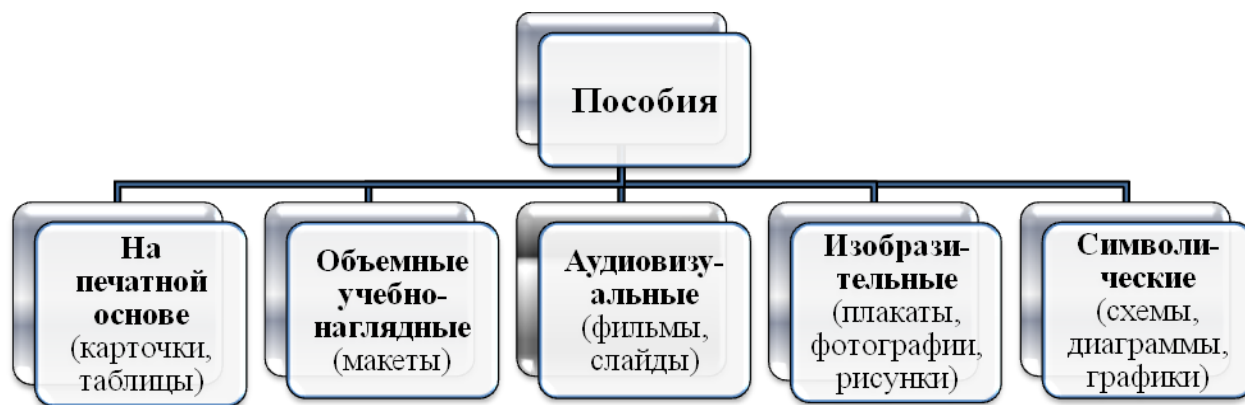 Пособия
На
печатной
основе
(карточки,
таблицы)
Объемные
учебно-
наглядные
(макеты)
Аудиовизу-
альные
(фильмы,
слайды)
Изобрази-
тельные
(плакаты,
фотографии,
рисунки)
Символи-
ческие
(схемы,
диаграммы,
графики)